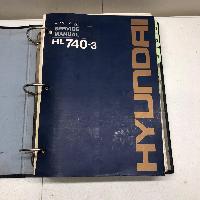 SERVICE
MANUAL
HL 740-3
HYUNDAI